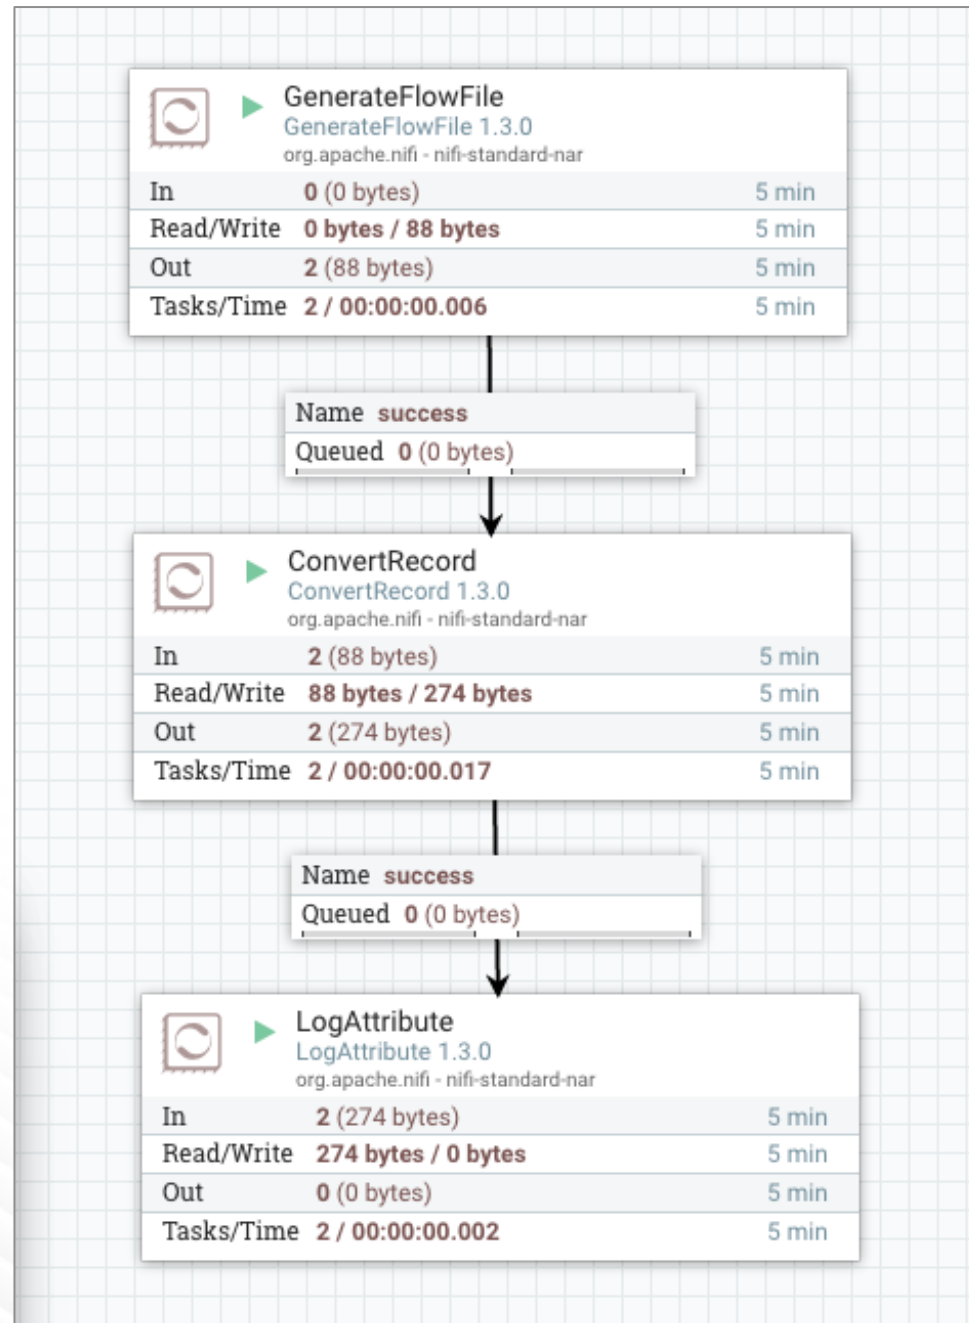 GenerateFlowFile
GenerateFlowFile 1.3.0
org.apache.nifi - nifi-standard-nar
In 0 (0 bytes) 5 min
Read/Write 0 bytes / 88 bytes 5 min
Out 2 (88 bytes) 5 min
Tasks/Time 2 / 00:00:00.006 5 min
Name success
Queued 0 (0 bytes)
ConvertRecord
ConvertRecord 1.3.0
org.apache.nifi - nifi-standard-nar
In 2 (88 bytes) 5 min
Read/Write 88 bytes / 274 bytes 5 min
Out 2 (274 bytes) 5 min
Tasks/Time 2 / 00:00:00.017 5 min
Name success
Queued 0 (0 bytes)
LogAttribute
LogAttribute 1.3.0
org.apache.nifi - nifi-standard-nar
In 2 (274 bytes) 5 min
Read/Write 274 bytes / 0 bytes 5 min
Out 0 (0 bytes) 5 min
Tasks/Time 2 / 00:00:00.002 5 min